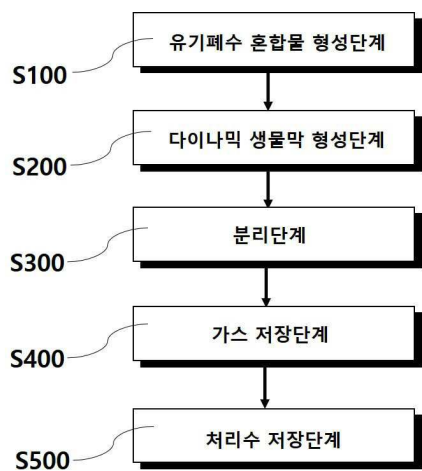 유기폐수 혼합물 형성단계
S100
다이나믹 생물막 형성단계
S200
분리단계
S300
가스 저장단계
S400
처리수 저장단계
S500